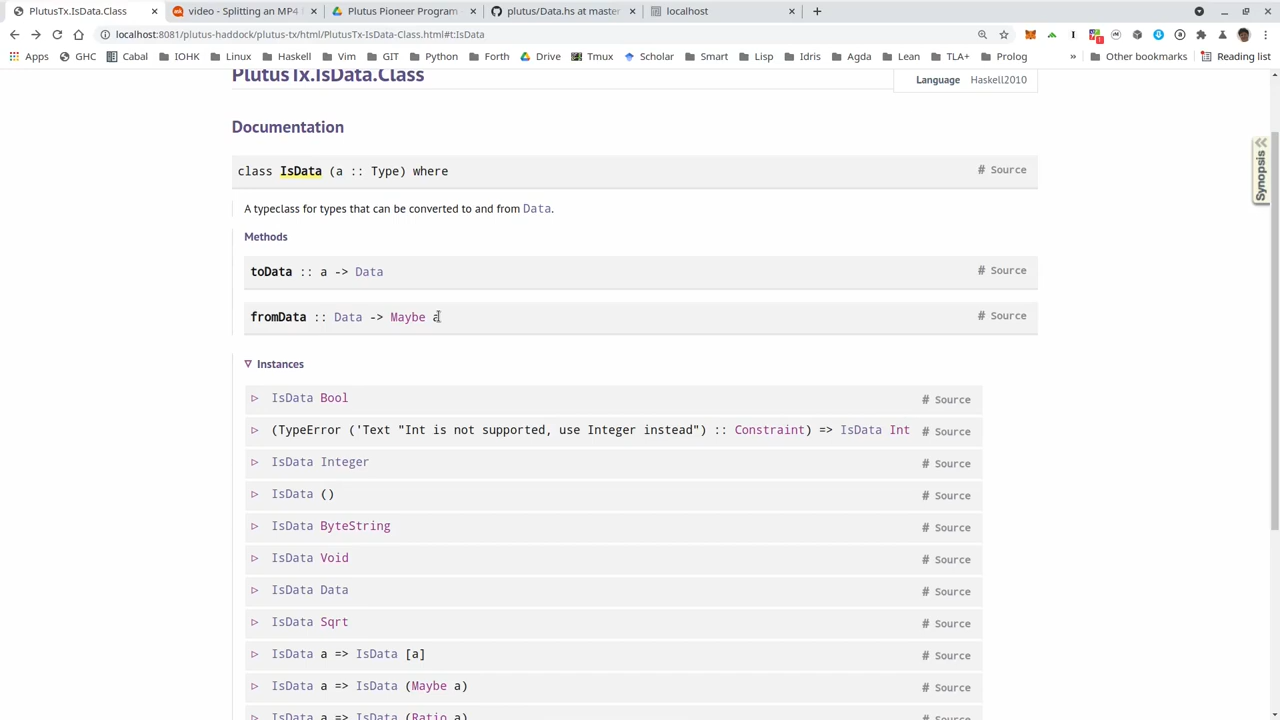 PlutusTx.IsData.Class
video - Splitting an MP4
Plutus Pioneer Program
plutus/Data.hs at master
localhost
localhost:8081/plutus-haddock/plutus-tx/html/PlutusTx-IsData-Class.html#t:IsData
Apps GHC Cabal IOHK Linux Haskell Vim GIT Python Forth Drive Tmux Scholar Smart Lisp Idris Agda Lean TLA+ Prolog » Other bookmarks Reading list
PlutusTx.IsData.Class
Language Haskell2010
Documentation
Synopsis
class IsData (a :: Type) where # Source
A typeclass for types that can be converted to and from Data.
Methods
toData :: a -> Data # Source
fromData :: Data -> Maybe a # Source
Instances
IsData Bool # Source
(TypeError ('Text "Int is not supported, use Integer instead") :: Constraint) => IsData Int # Source
IsData Integer # Source
IsData () # Source
IsData ByteString # Source
IsData Void # Source
IsData Data # Source
IsData Sqrt # Source
IsData a => IsData [a] # Source
IsData a => IsData (Maybe a) # Source
IsData a => IsData (Ratio a) # Source